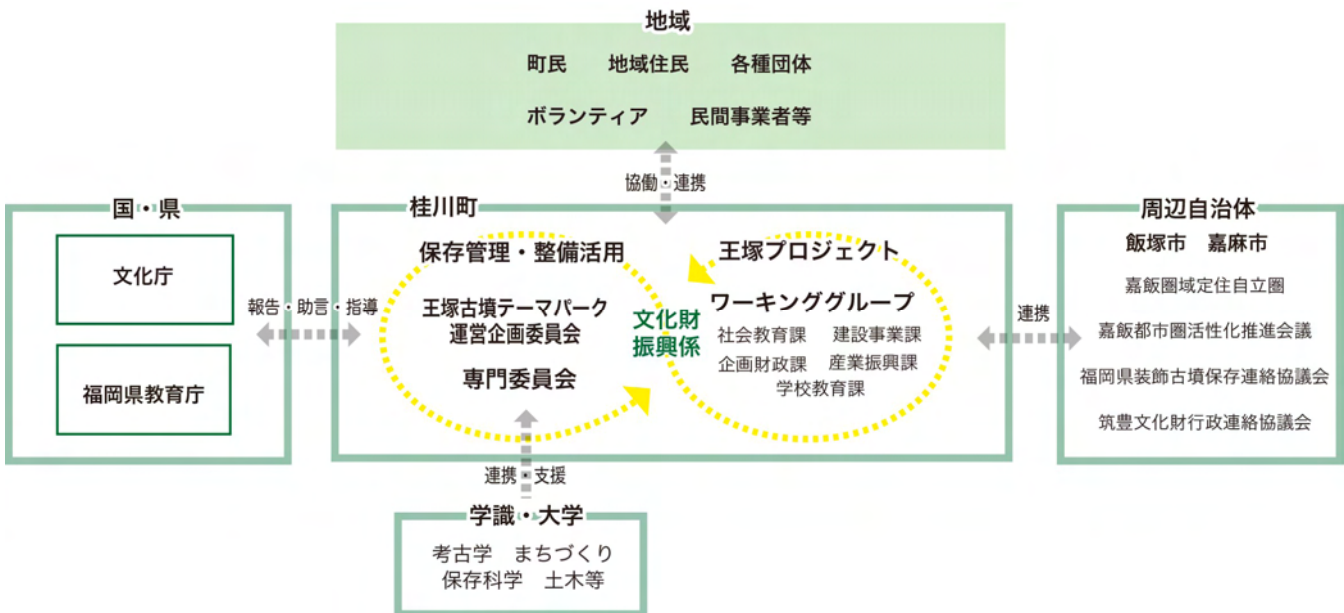 地域
町民 地域住民 各種団体
ボランティア 民間事業者等
協働・連携
国・県
文化庁
福岡県教育庁
報告・助言・指導
桂川町
保存管理・整備活用
王塚古墳テーマパーク
運営企画委員会
専門委員会
文化財
振興係
王塚プロジェクト
ワーキンググループ
社会教育課 建設事業課
企画財政課 産業振興課
学校教育課
連携
周辺自治体
飯塚市 嘉麻市
嘉飯圏域定住自立圏
嘉飯都市圏活性化推進会議
福岡県装飾古墳保存連絡協議会
筑豊文化財行政連絡協議会
連携・支援
学識・大学
考古学 まちづくり
保存科学 土木等